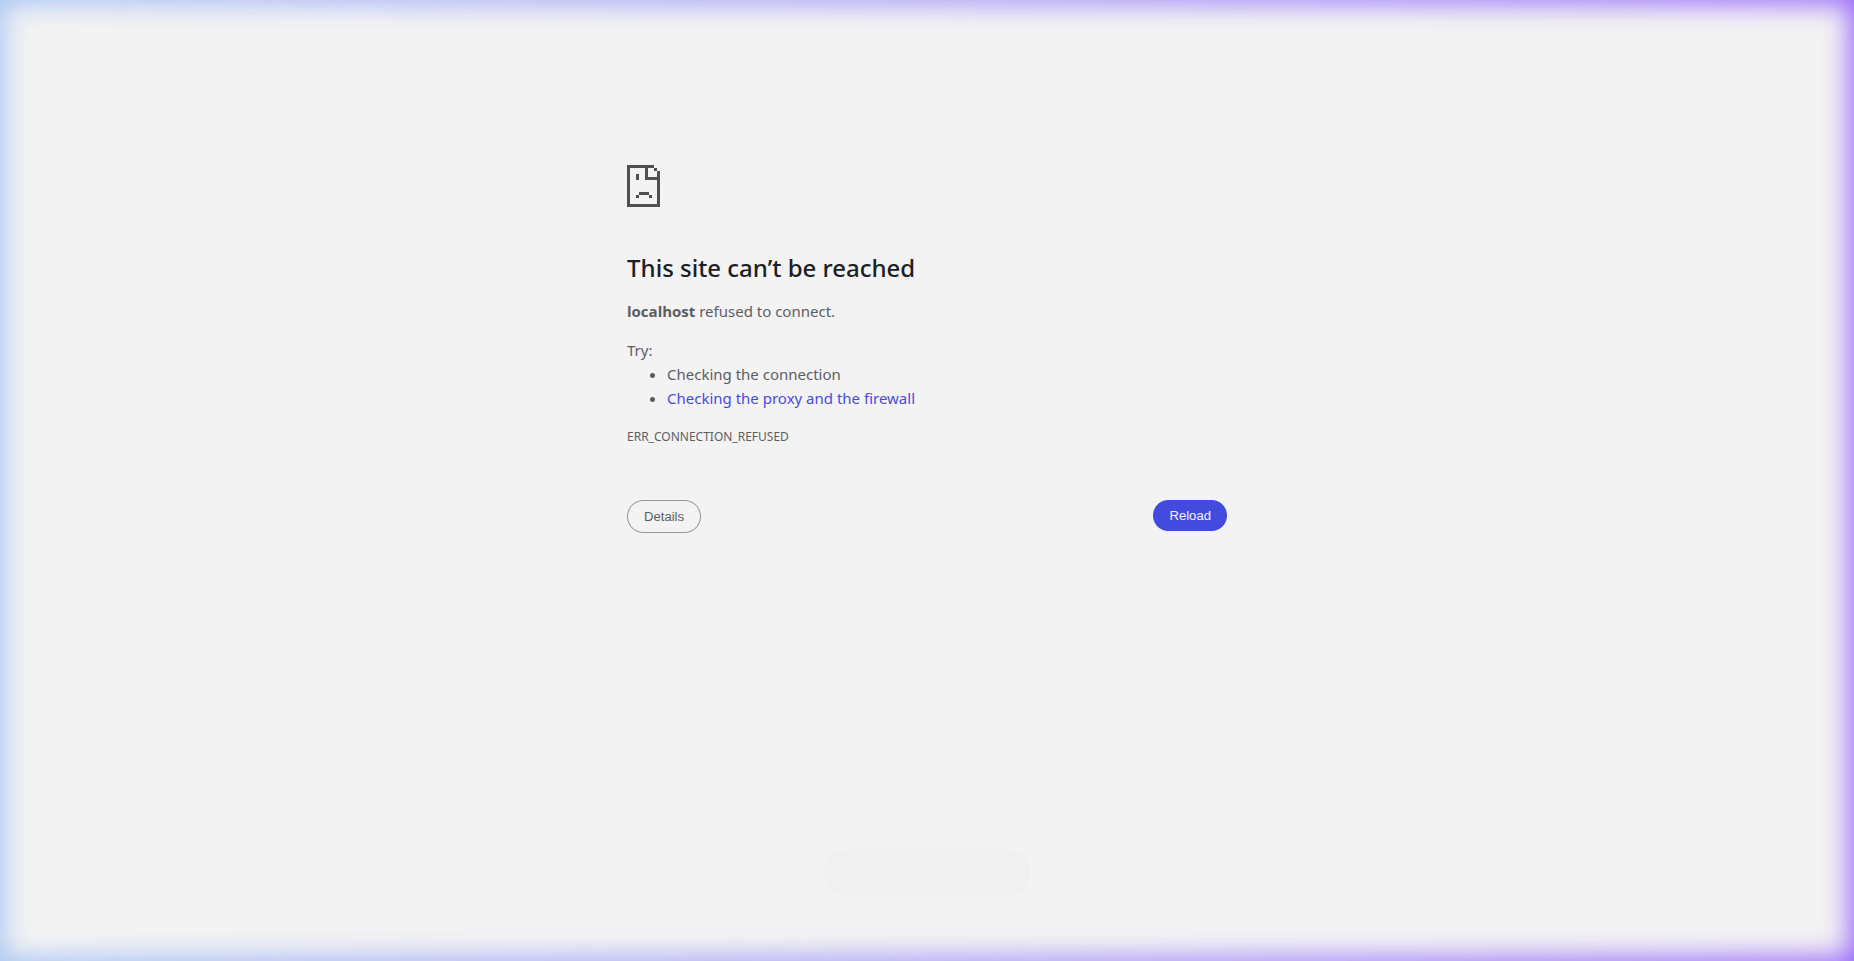 This site can’t be reached
localhost refused to connect.
Try:
Checking the connection
Checking the proxy and the firewall
ERR_CONNECTION_REFUSED
Details
Reload